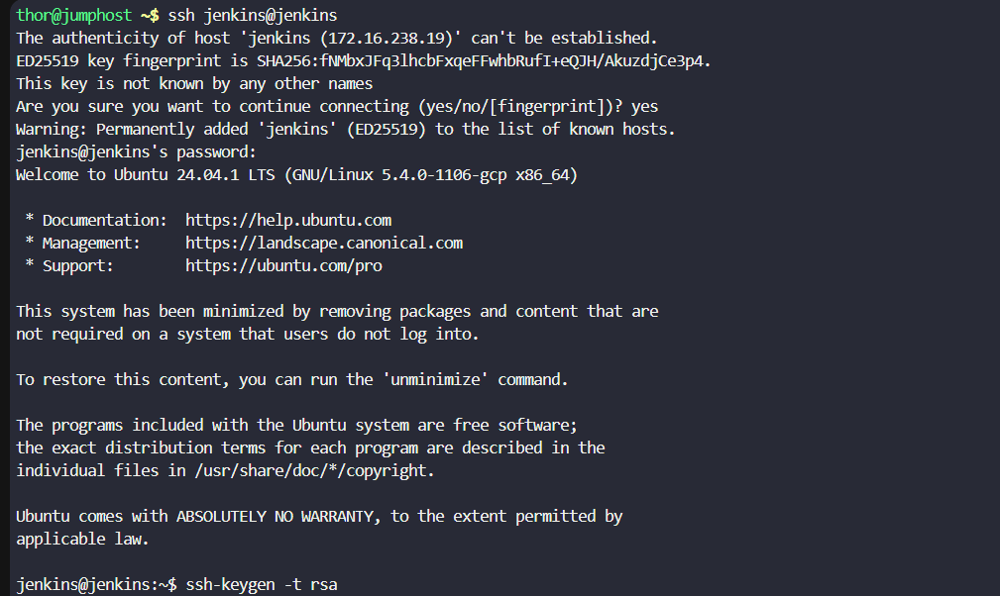 thor@jumphost ~$ ssh jenkins@jenkins
The authenticity of host 'jenkins (172.16.238.19)' can't be established.
ED25519 key fingerprint is SHA256:fNMbxJFq3lhcbFxqeFFwhbRufI+eQJH/AkuzdjCe3p4.
This key is not known by any other names
Are you sure you want to continue connecting (yes/no/[fingerprint])? yes
Warning: Permanently added 'jenkins' (ED25519) to the list of known hosts.
jenkins@jenkins's password:
Welcome to Ubuntu 24.04.1 LTS (GNU/Linux 5.4.0-1106-gcp x86_64)
* Documentation:  https://help.ubuntu.com
* Management:     https://landscape.canonical.com
* Support:        https://ubuntu.com/pro
This system has been minimized by removing packages and content that are
not required on a system that users do not log into.
To restore this content, you can run the 'unminimize' command.
The programs included with the Ubuntu system are free software;
the exact distribution terms for each program are described in the
individual files in /usr/share/doc/*/copyright.
Ubuntu comes with ABSOLUTELY NO WARRANTY, to the extent permitted by
applicable law.
jenkins@jenkins:~$ ssh-keygen -t rsa